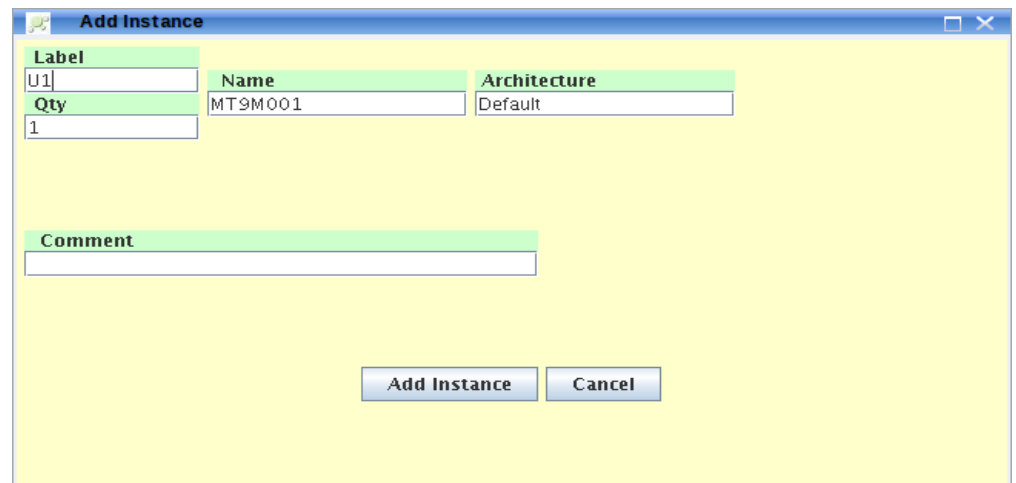 Add Instance
Label
U1
Name
Architecture
Qty
MT9M001
Default
1
Comment
Add Instance
Cancel